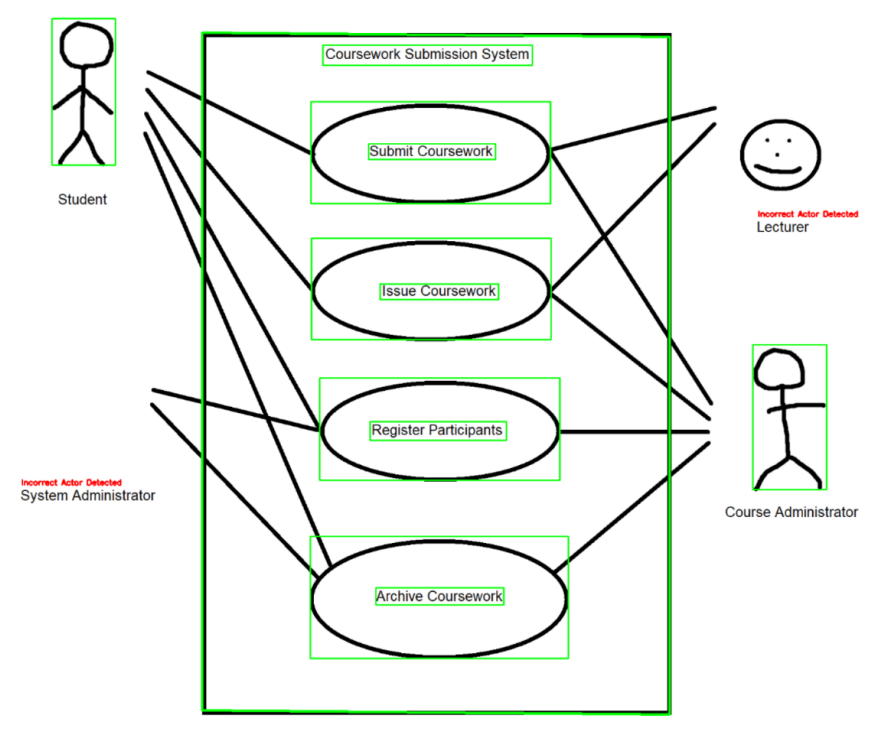 Coursework Submission System
Submit Coursework
Student
Incorrect Actor Detected
Lecturer
Issue Coursework
Register Participants
Incorrect Actor Detected
System Administrator
Course Administrator
Archive Coursework